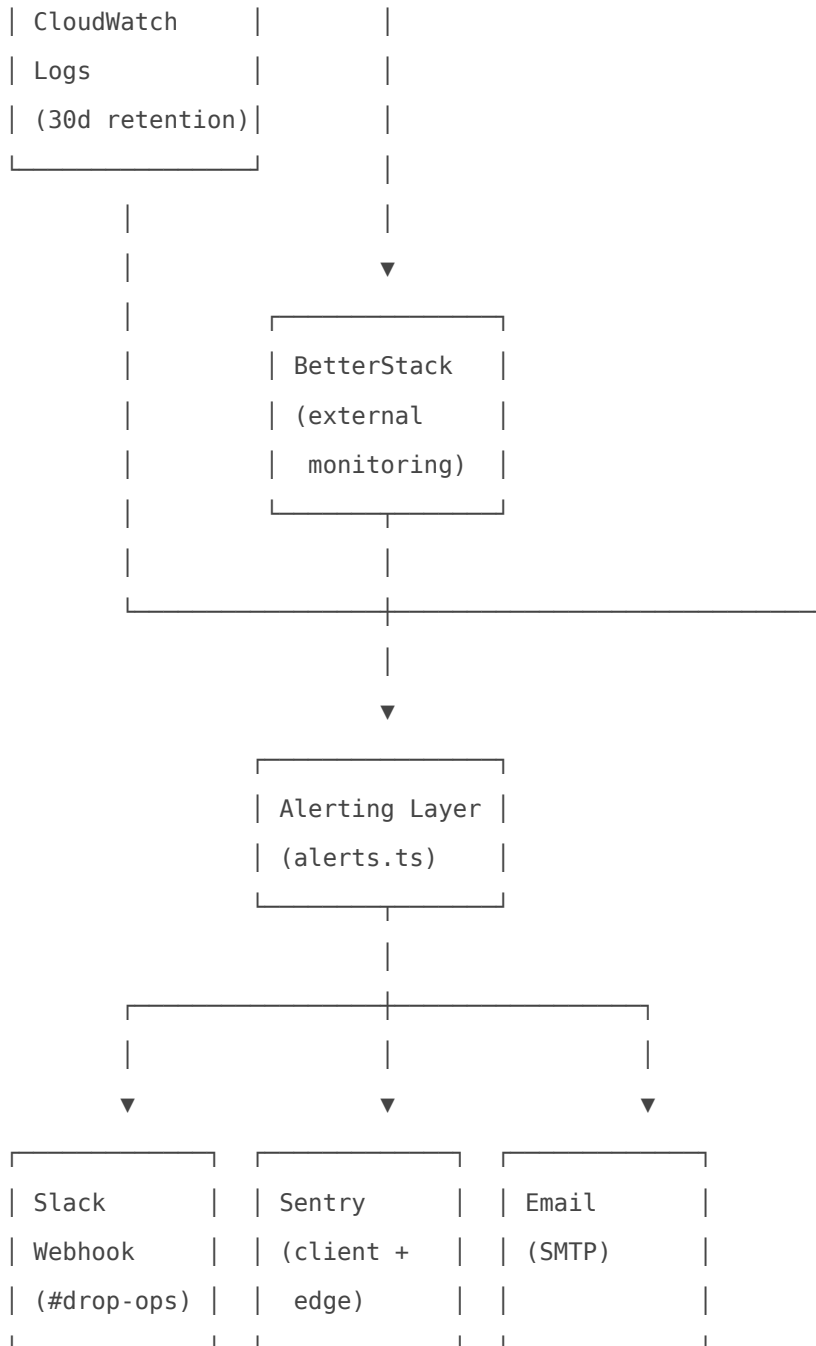 CloudWatch
Logs
(30d retention)
BetterStack
(external
monitoring)
Alerting Layer
(alerts.ts)
Slack Sentry Email
Webhook (client + (SMTP)
(#drop-ops) edge)